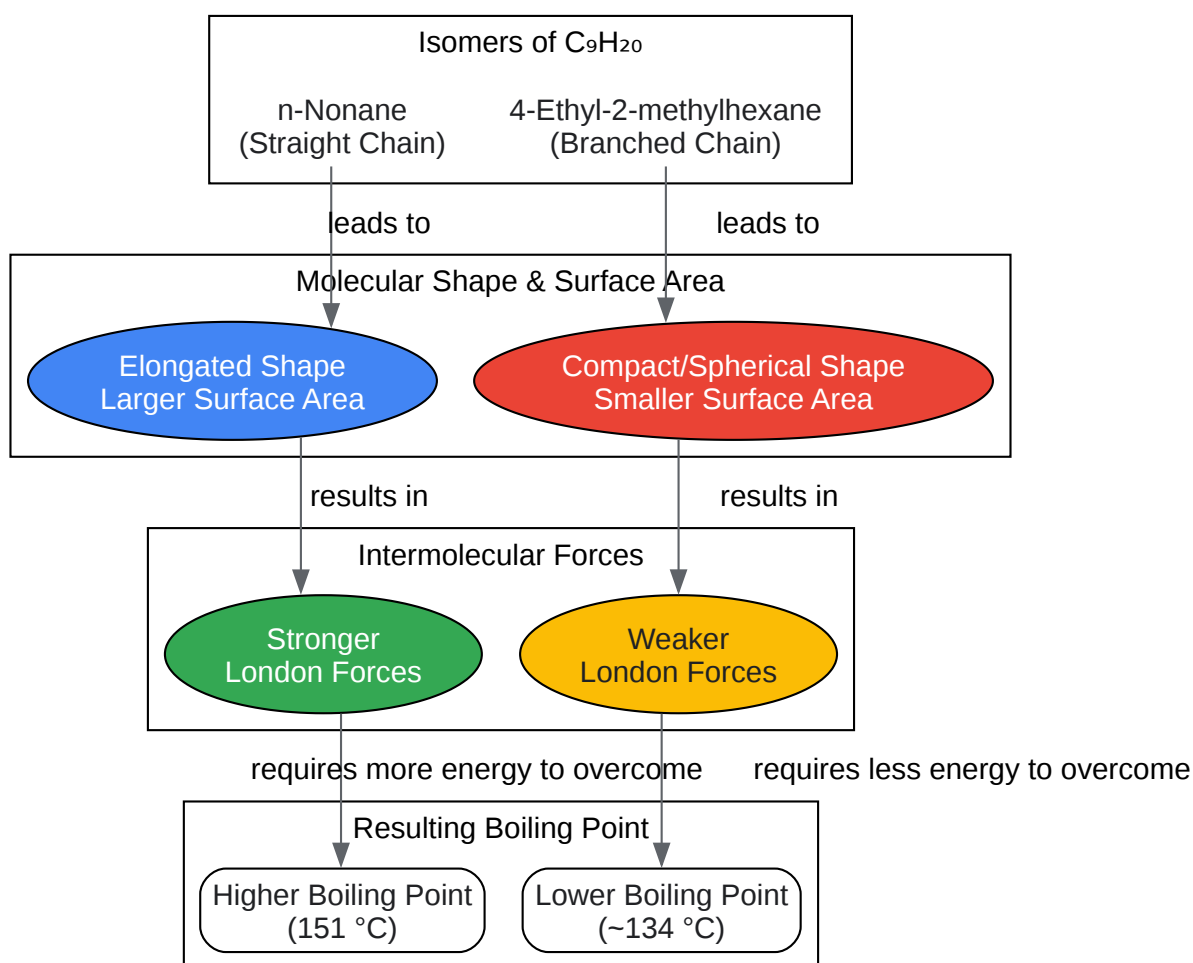 Isomers of C₉H₂₀
n-Nonane
(Straight Chain)
4-Ethyl-2-methylhexane
(Branched Chain)
leads to
leads to
Molecular Shape & Surface Area
Elongated Shape
Larger Surface Area
Compact/Spherical Shape
Smaller Surface Area
results in
results in
Intermolecular Forces
Stronger
London Forces
Weaker
London Forces
requires more energy to overcome
requires less energy to overcome
Resulting Boiling Point
Higher Boiling Point
(151 °C)
Lower Boiling Point
(~134 °C)